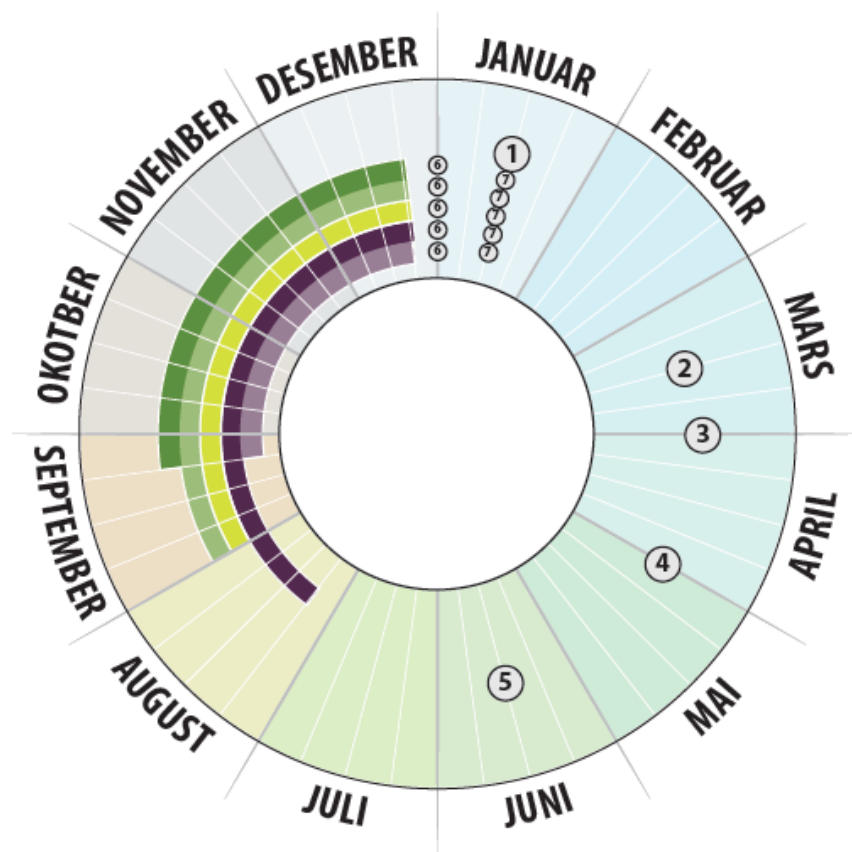 JANUAR
FEBRUAR
MARS
APRIL
MAI
JUNI
JULI
AUGUST
SEPTEMBER
OKOTBER
NOVEMBER
DESEMBER
1
6
7
6
7
6
7
6
7
6
7
2
3
4
5